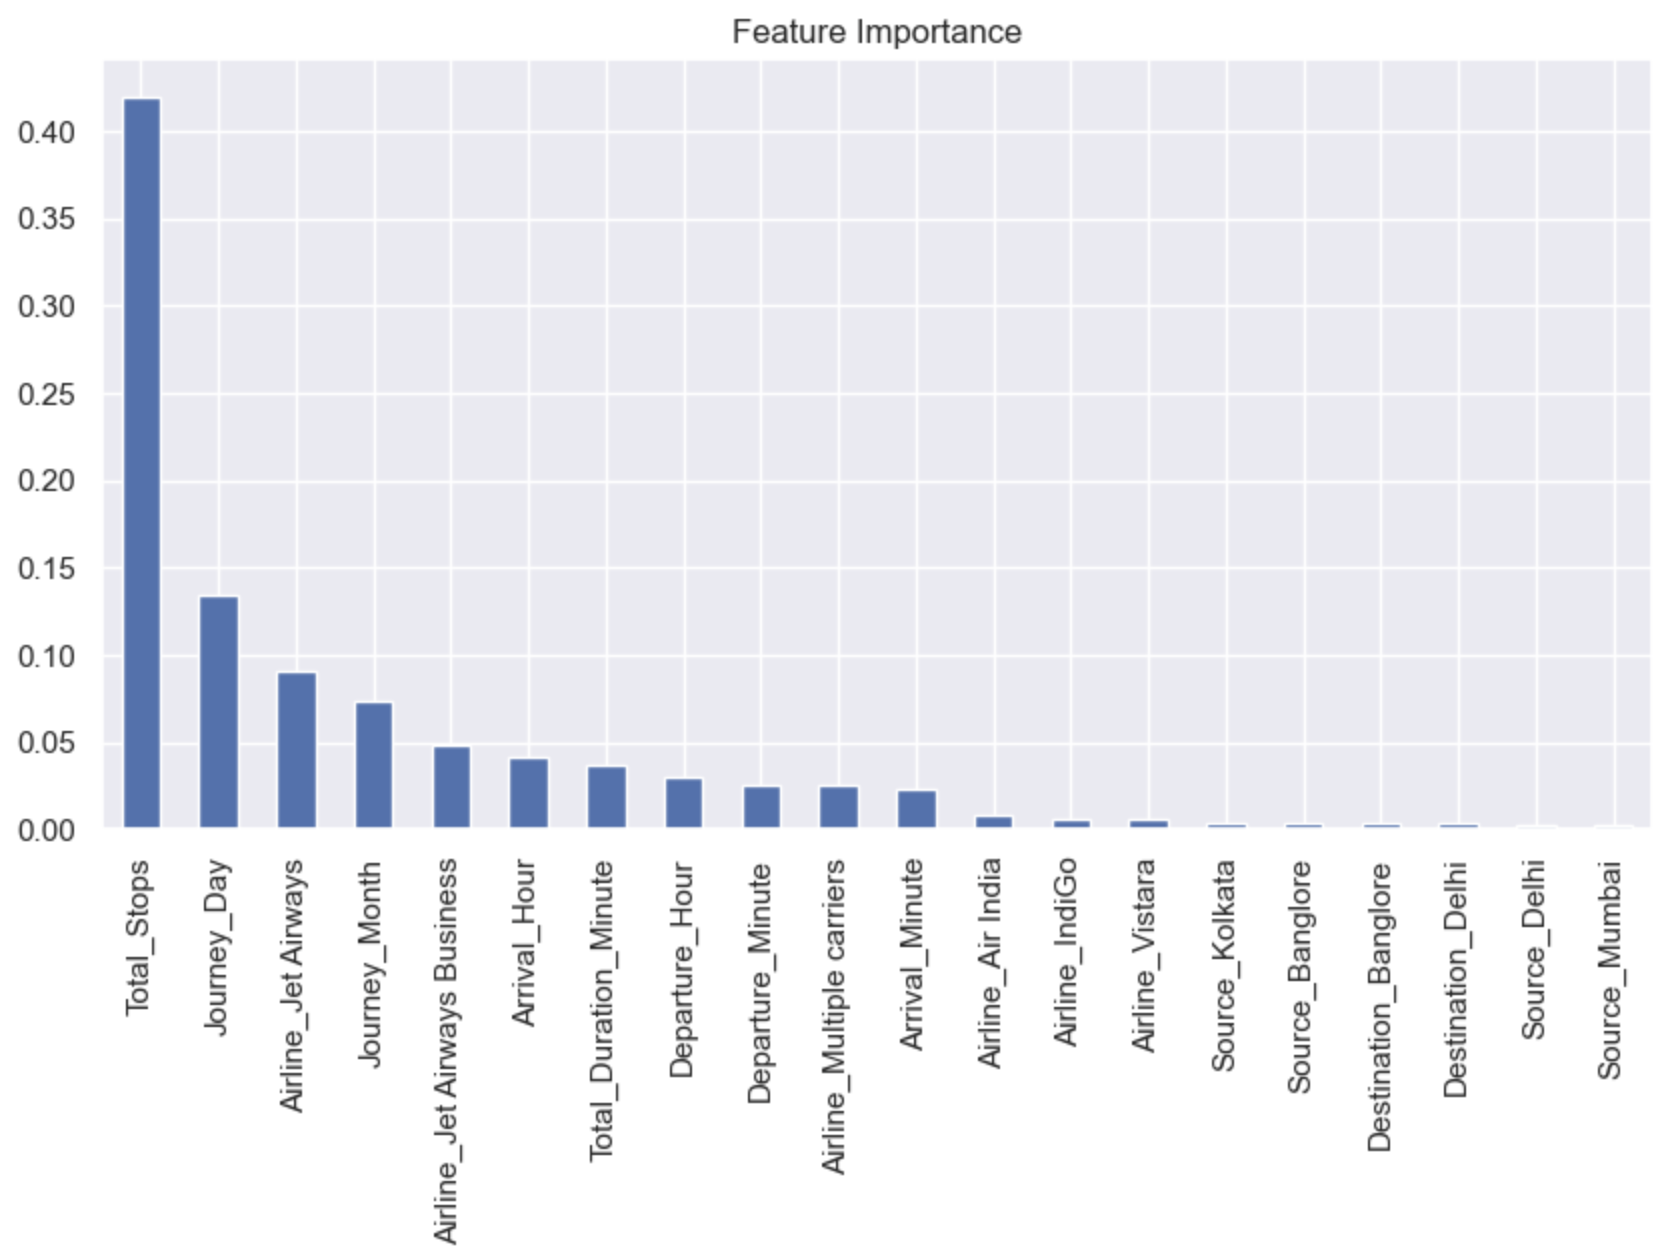 Feature Importance
0.40
0.35
0.30
0.25
0.20
0.15
0.10
0.05
0.00
Total_Stops
Journey_Day
Airline_Jet Airways
Journey_Month
Airline_Jet Airways Business
Arrival_Hour
Total_Duration_Minute
Departure_Hour
Departure_Minute
Airline_Multiple carriers
Arrival_Minute
Airline_Air India
Airline_IndiGo
Airline_Vistara
Source_Kolkata
Source_Banglore
Destination_Banglore
Destination_Delhi
Source_Delhi
Source_Mumbai